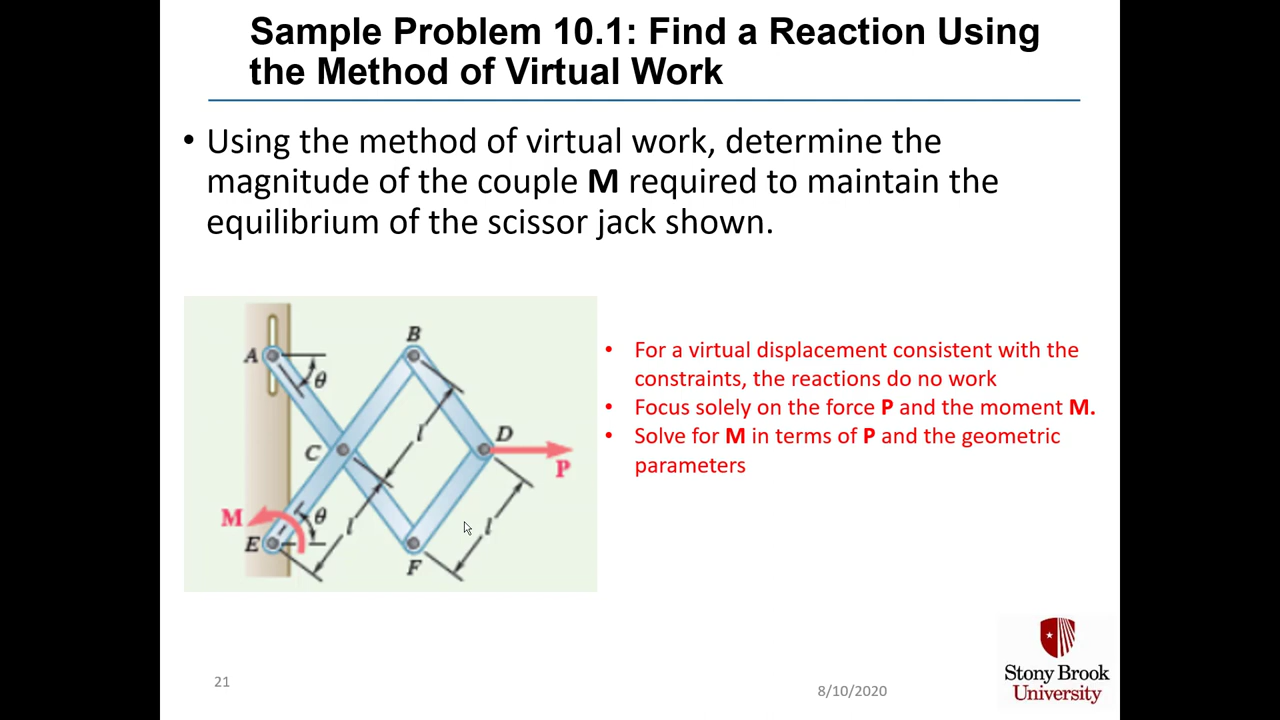 Sample Problem 10.1: Find a Reaction Using
the Method of Virtual Work
• Using the method of virtual work, determine the
magnitude of the couple M required to maintain the
equilibrium of the scissor jack shown.
B
A
θ
l
C
D
P
M
θ
E
l
l
F
• For a virtual displacement consistent with the
constraints, the reactions do no work
• Focus solely on the force P and the moment M.
• Solve for M in terms of P and the geometric
parameters
21
8/10/2020
Stony Brook
University